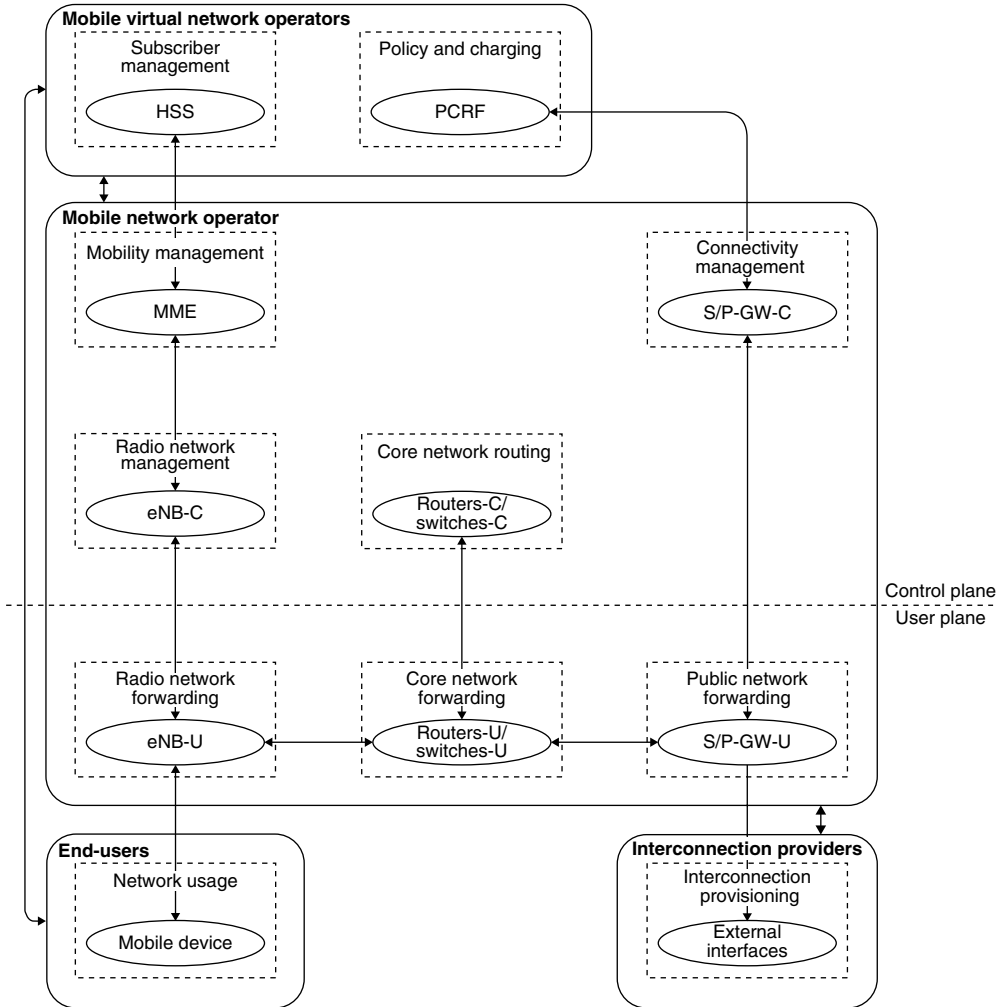 Mobile virtual network operators
Subscriber
management
HSS
Policy and charging
PCRF
Mobile network operator
Mobility management
MME
Connectivity
management
S/P-GW-C
Radio network
management
eNB-C
Core network routing
Routers-C/
switches-C
Control plane
User plane
Radio network
forwarding
eNB-U
Core network
forwarding
Routers-U/
switches-U
Public network
forwarding
S/P-GW-U
End-users
Network usage
Mobile device
Interconnection providers
Interconnection
provisioning
External
interfaces